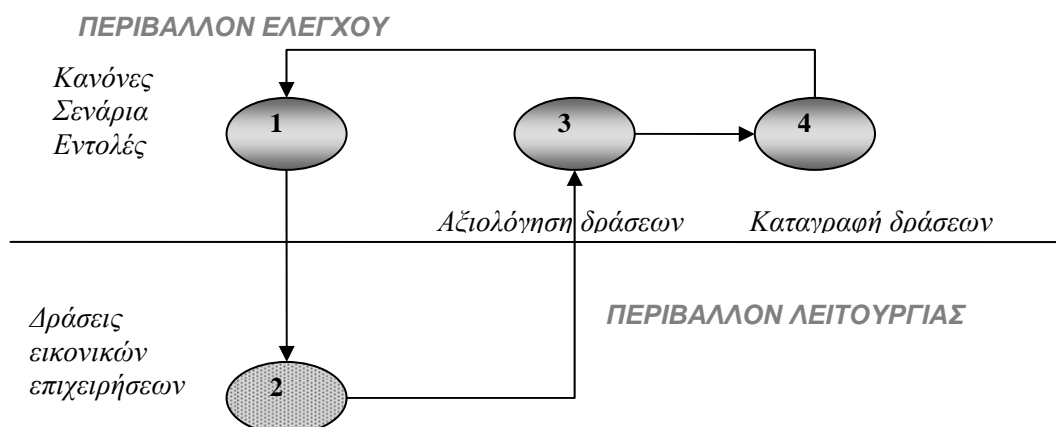 ΠΕΡΙΒΑΛΛΟΝ ΕΛΕΓΧΟΥ
Κανόνες
Σενάρια
Εντολές
1
3
4
Αξιολόγηση δράσεων
Καταγραφή δράσεων
Δράσεις
εικονικών
επιχειρήσεων
ΠΕΡΙΒΑΛΛΟΝ ΛΕΙΤΟΥΡΓΙΑΣ
2